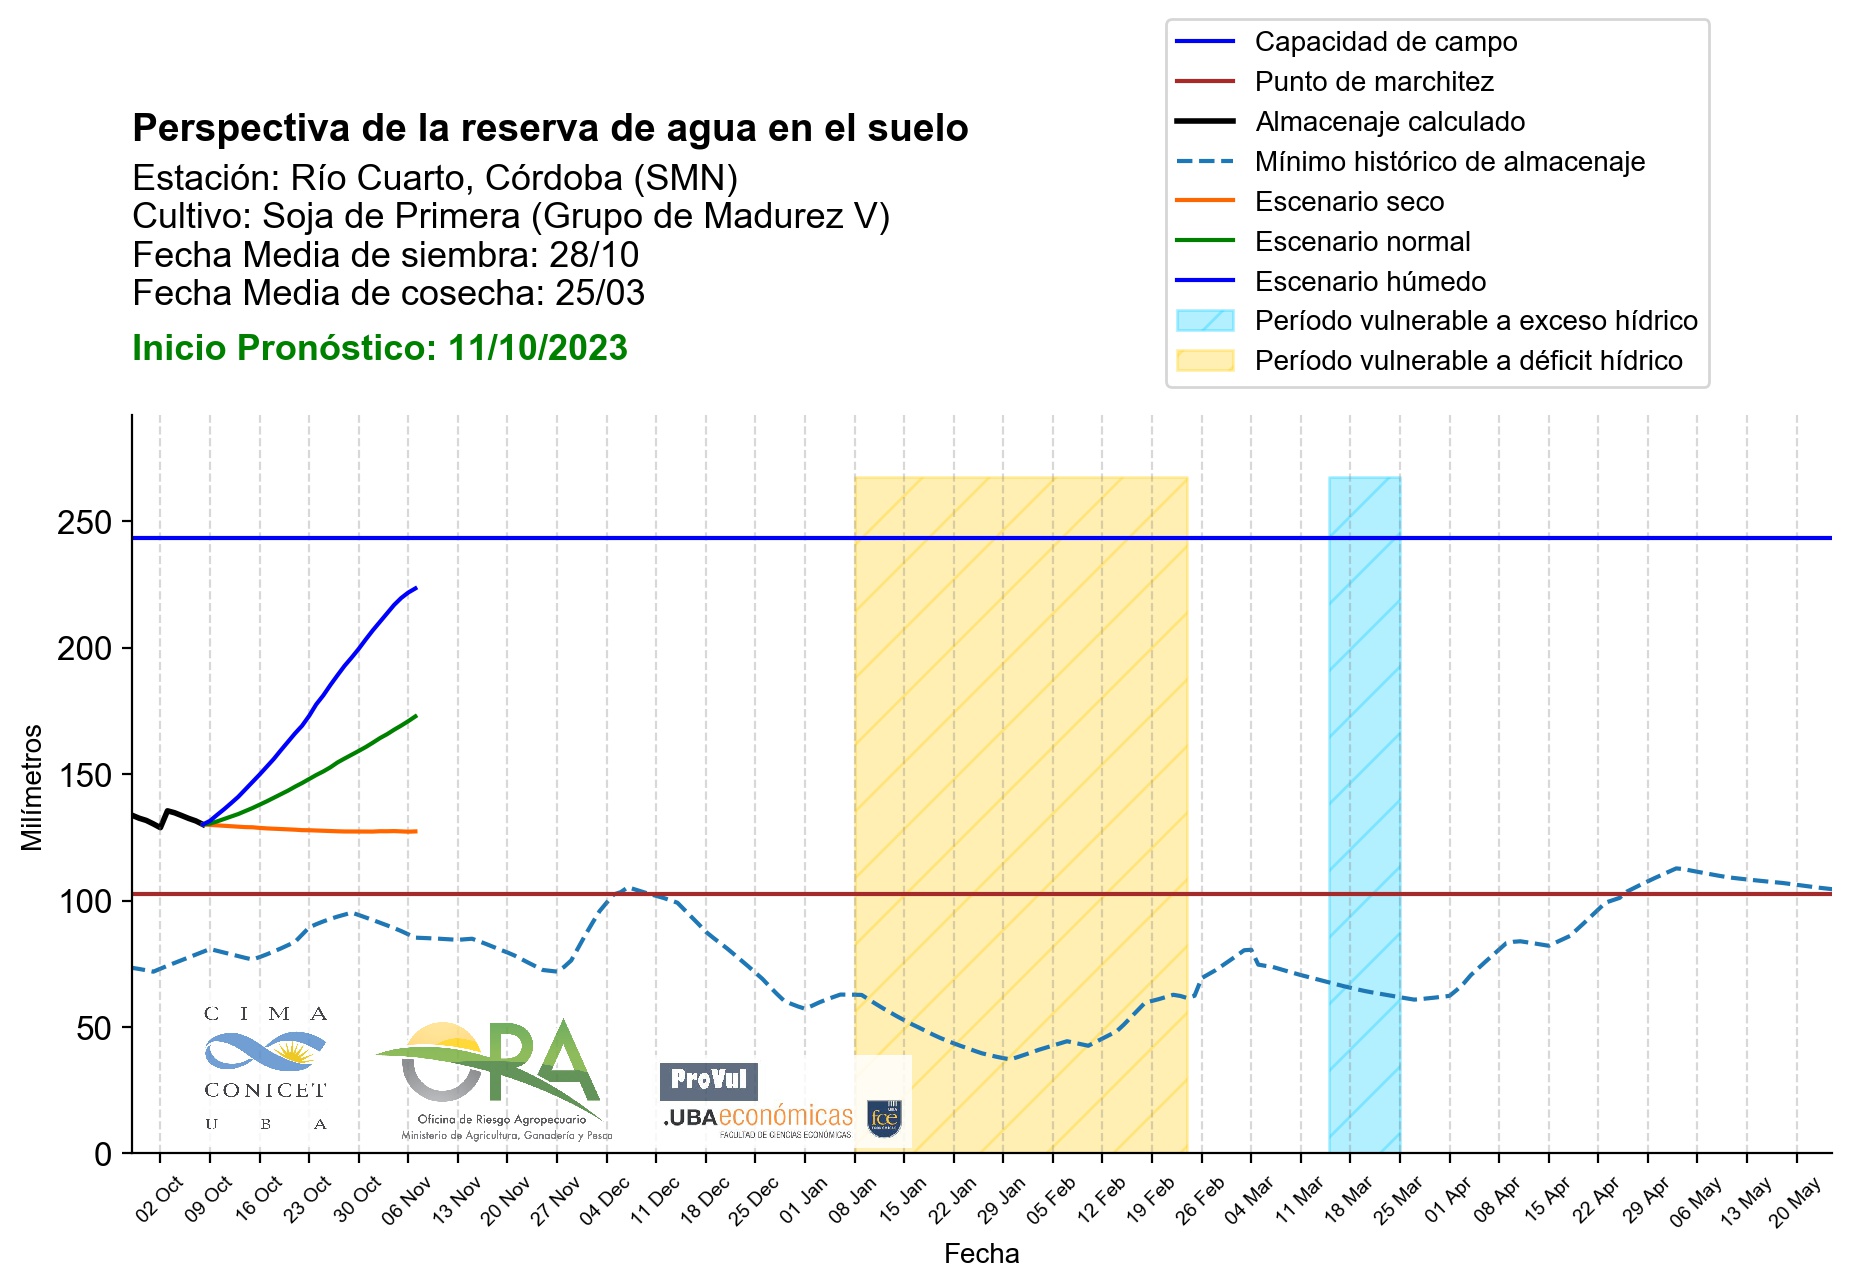 Capacidad de campo
Punto de marchitez
Almacenaje calculado
Mínimo histórico de almacenaje
Escenario seco
Escenario normal
Escenario húmedo
Período vulnerable a exceso hídrico
Período vulnerable a déficit hídrico
Perspectiva de la reserva de agua en el suelo
Estación: Río Cuarto, Córdoba (SMN)
Cultivo: Soja de Primera (Grupo de Madurez V)
Fecha Media de siembra: 28/10
Fecha Media de cosecha: 25/03
Inicio Pronóstico: 11/10/2023
Milímetros
250
200
150
100
50
0
C I M A
CONICET
U B A
ORA
Oficina de Riesgo Agropecuario
Ministerio de Agricultura, Ganadería y Pesca
ProVul
.UBAeconómicas
FACULTAD DE CIENCIAS ECONÓMICAS
UBA
fce
ECONÓMICAS
02 Oct
09 Oct
16 Oct
23 Oct
30 Oct
06 Nov
13 Nov
20 Nov
27 Nov
04 Dec
11 Dec
18 Dec
25 Dec
01 Jan
08 Jan
15 Jan
22 Jan
29 Jan
05 Feb
12 Feb
19 Feb
26 Feb
04 Mar
11 Mar
18 Mar
25 Mar
01 Apr
08 Apr
15 Apr
22 Apr
29 Apr
06 May
13 May
20 May
Fecha